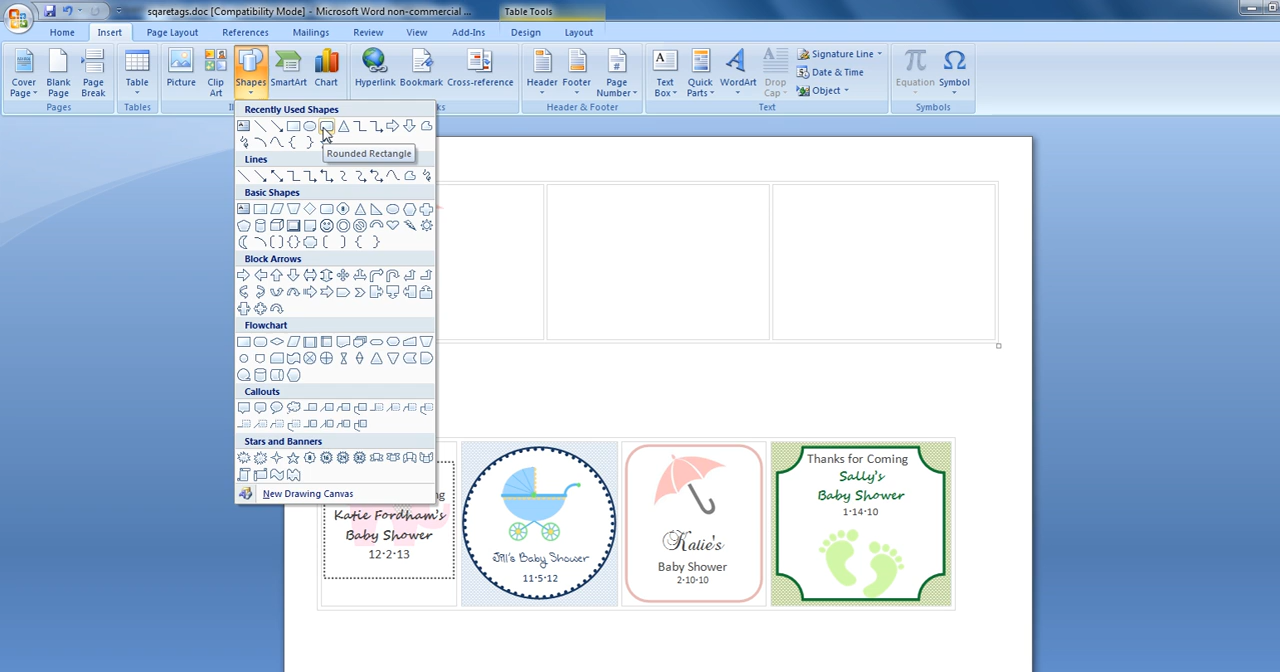 sqaretags.doc [Compatibility Mode] - Microsoft Word non-commercial ...
Table Tools
Home
Insert
Page Layout
References
Mailings
Review
View
Add-Ins
Design
Layout
Cover Page
Blank Page
Page Break
Table
Picture
Clip Art
Shapes
SmartArt
Chart
Hyperlink
Bookmark
Cross-reference
Header
Footer
Page Number
Text Box
Quick Parts
WordArt
Drop Cap
Signature Line
Date & Time
Object
Equation
Symbol
Pages
Tables
Header & Footer
Text
Symbols
Recently Used Shapes
Rounded Rectangle
Lines
Basic Shapes
Block Arrows
Flowchart
Callouts
Stars and Banners
New Drawing Canvas
Katie Fordham's
Baby Shower
12·2·13
Jill's Baby Shower
11·5·12
Katie's
Baby Shower
2·10·10
Thanks for Coming
Sally's
Baby Shower
1·14·10